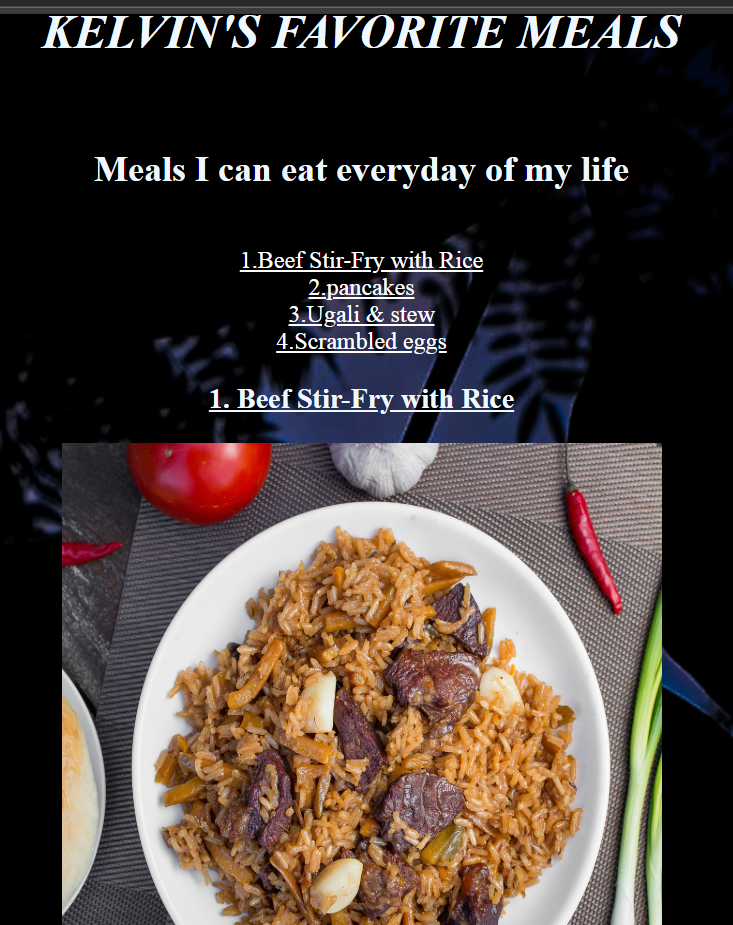 KELVIN'S FAVORITE MEALS
Meals I can eat everyday of my life
1.Beef Stir-Fry with Rice
2.pancakes
3.Ugali & stew
4.Scrambled eggs
1. Beef Stir-Fry with Rice